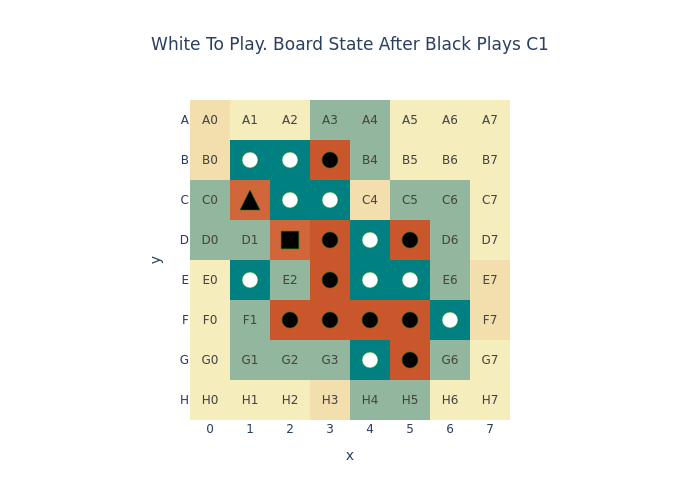 White To Play. Board State After Black Plays C1
A A0 A1 A2 A3 A4 A5 A6 A7
B B0 B4 B5 B6 B7
C C0 C4 C5 C6 C7
D D0 D1 D6 D7
E E0 E2 E6 E7
F F0 F1 F7
G G0 G1 G2 G3 G6 G7
H H0 H1 H2 H3 H4 H5 H6 H7
0 1 2 3 4 5 6 7
x
y